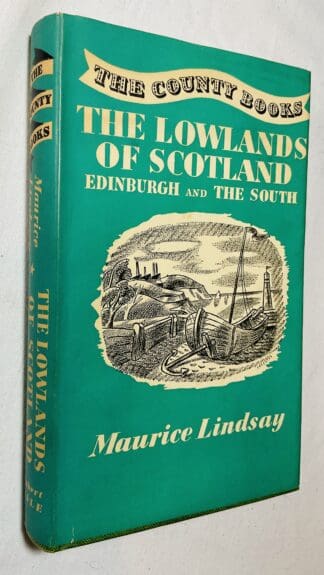 THE COUNTY BOOKS
THE LOWLANDS
OF SCOTLAND
EDINBURGH AND THE SOUTH
Maurice Lindsay
THE
COUNTY
BOOKS
Maurice
★
THE LOWLANDS
OF SCOTLAND